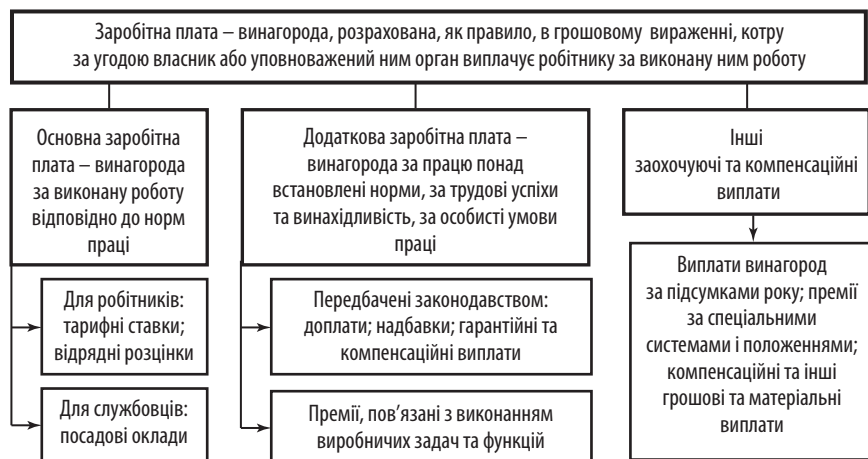 Заробітна плата – винагорода, розрахована, як правило, в грошовому вираженні, котру
за угодою власник або уповноважений ним орган виплачує робітнику за виконану ним роботу
Основна заробітна
плата – винагорода
за виконану роботу
відповідно до норм
праці
Для робітників:
тарифні ставки;
відрядні розцінки
Для службовців:
посадові оклади
Додаткова заробітна плата –
винагорода за працю понад
встановлені норми, за трудові успіхи
та винахідливість, за особисті умови
праці
Передбачені законодавством:
доплати; надбавки; гарантійні та
компенсаційні виплати
Премії, пов’язані з виконанням
виробничих задач та функцій
Інші
заохочуючі та компенсаційні
виплати
Виплати винагород
за підсумками року; премії
за спеціальними
системами і положеннями;
компенсаційні та інші
грошові та матеріальні
виплати